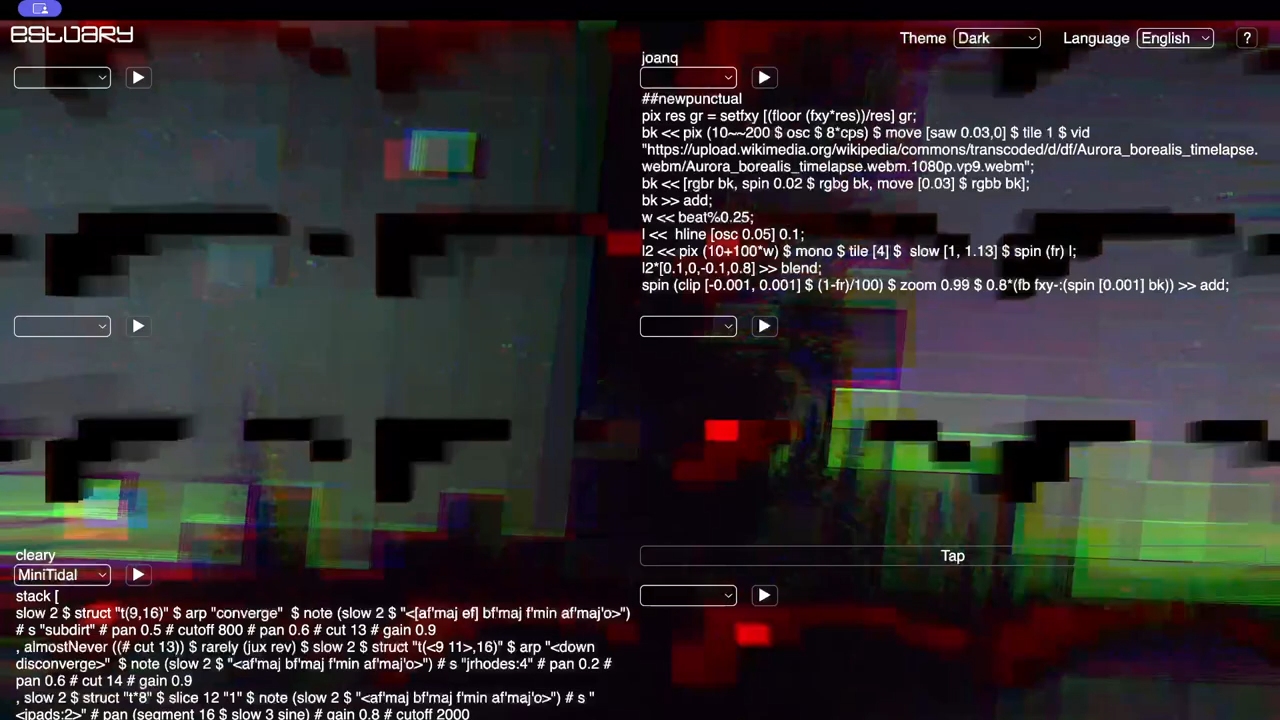 estuary
Theme Dark Language English ?
joanq
##newpunctual
pix res gr = setfxy [(floor (fxy*res))/res] gr;
bk << pix (10~~200 $ osc $ 8*cps) $ move [saw 0.03,0] $ tile 1 $ vid
"https://upload.wikimedia.org/wikipedia/commons/transcoded/d/df/Aurora_borealis_timelapse.
webm/Aurora_borealis_timelapse.webm.1080p.vp9.webm";
bk << [rgbr bk, spin 0.02 $ rgbg bk, move [0.03] $ rgbb bk];
bk >> add;
w << beat%0.25;
l << hline [osc 0.05] 0.1;
l2 << pix (10+100*w) $ mono $ tile [4] $ slow [1, 1.13] $ spin (fr) l;
l2*[0.1,0,-0.1,0.8] >> blend;
spin (clip [-0.001, 0.001] $ (1-fr)/100) $ zoom 0.99 $ 0.8*(fb fxy-:(spin [0.001] bk)) >> add;
Tap
cleary
MiniTidal
stack [
slow 2 $ struct "t(9,16)" $ arp "converge" $ note (slow 2 $ "<[af'maj ef] bf'maj f'min af'maj'o>")
# s "subdirt" # pan 0.5 # cutoff 800 # pan 0.6 # cut 13 # gain 0.9
, almostNever ((# cut 13)) $ rarely (jux rev) $ slow 2 $ struct "t(<9 11>,16)" $ arp "<down
disconverge>" $ note (slow 2 $ "<af'maj bf'maj f'min af'maj'o>") # s "jrhodes:4" # pan 0.2 #
pan 0.6 # cut 14 # gain 0.9
, slow 2 $ struct "t*8" $ slice 12 "1" $ note (slow 2 $ "<af'maj bf'maj f'min af'maj'o>") # s "
<ipads:2>" # pan (segment 16 $ slow 3 sine) # gain 0.8 # cutoff 2000